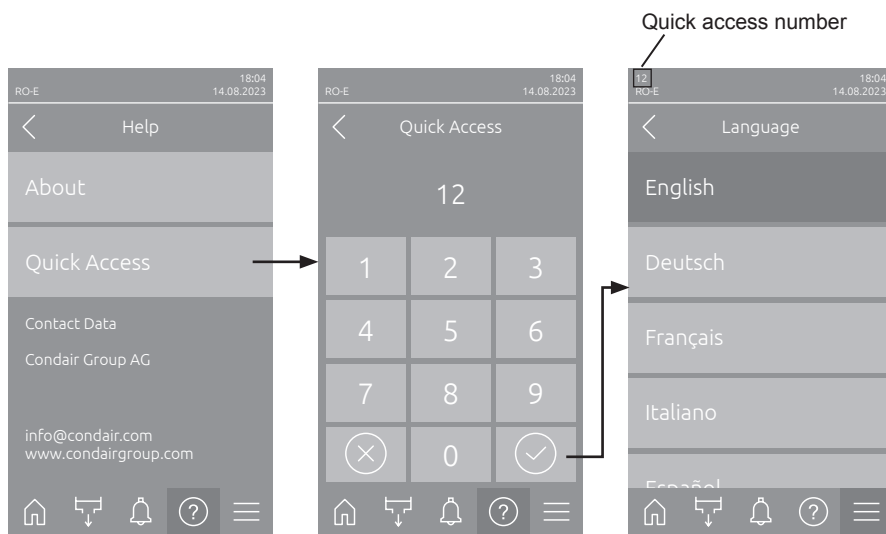 Quick access number
18:04
RO-E 14.08.2023
Help
About
Quick Access
Contact Data
Condair Group AG
info@condair.com
www.condairgroup.com
?
18:04
RO-E 14.08.2023
Quick Access
12
1 2 3
4 5 6
7 8 9
0
?
12 18:04
RO-E 14.08.2023
Language
English
Deutsch
Français
Italiano
Español
?